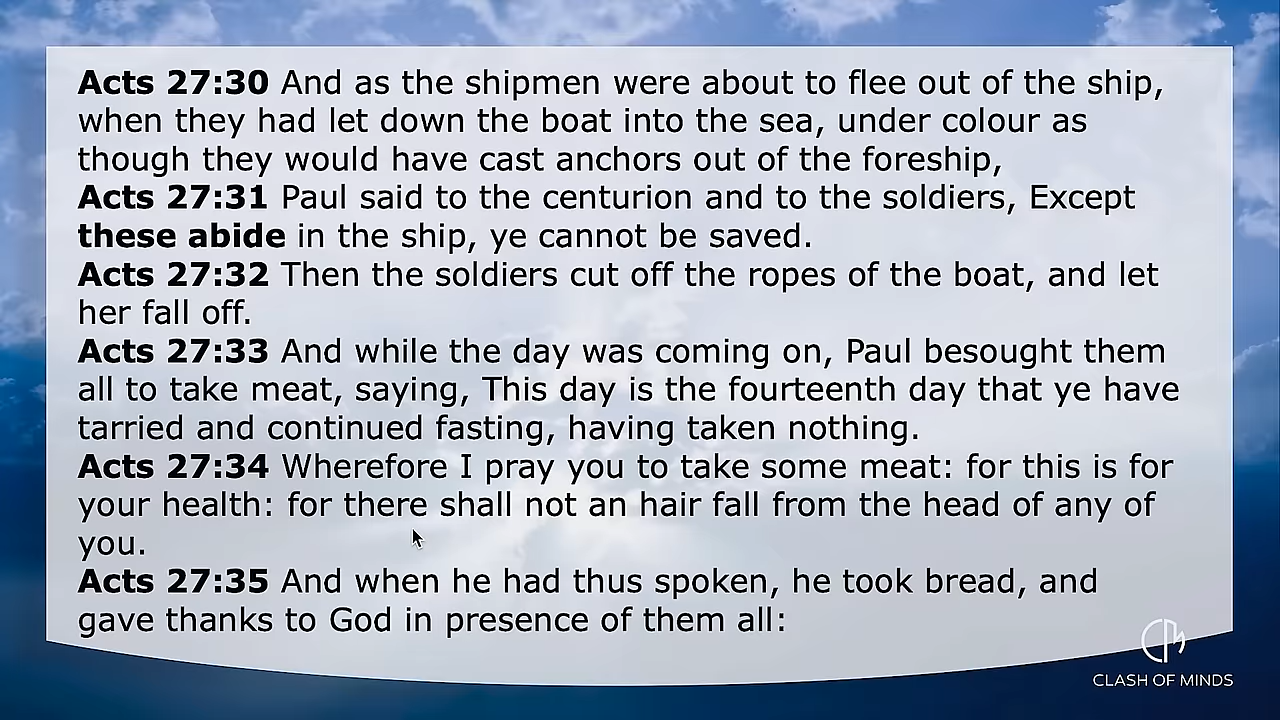 Acts 27:30 And as the shipmen were about to flee out of the ship,
when they had let down the boat into the sea, under colour as
though they would have cast anchors out of the foreship,
Acts 27:31 Paul said to the centurion and to the soldiers, Except
these abide in the ship, ye cannot be saved.
Acts 27:32 Then the soldiers cut off the ropes of the boat, and let
her fall off.
Acts 27:33 And while the day was coming on, Paul besought them
all to take meat, saying, This day is the fourteenth day that ye have
tarried and continued fasting, having taken nothing.
Acts 27:34 Wherefore I pray you to take some meat: for this is for
your health: for there shall not an hair fall from the head of any of
you.
Acts 27:35 And when he had thus spoken, he took bread, and
gave thanks to God in presence of them all:
CLASH OF MINDS